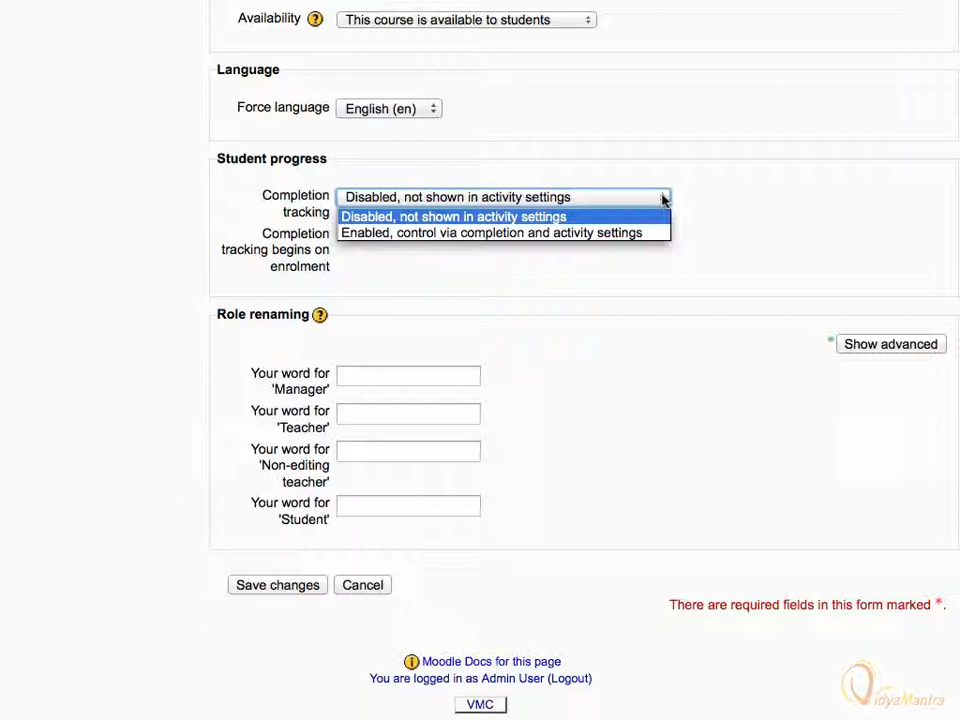 Availability
This course is available to students
Language
Force language
English (en)
Student progress
Completion
tracking
Disabled, not shown in activity settings
Disabled, not shown in activity settings
Enabled, control via completion and activity settings
Completion
tracking begins on
enrolment
Role renaming
* Show advanced
Your word for
'Manager'
Your word for
'Teacher'
Your word for
'Non-editing
teacher'
Your word for
'Student'
Save changes
Cancel
There are required fields in this form marked *.
Moodle Docs for this page
You are logged in as Admin User (Logout)
VMC
VidyaMantra